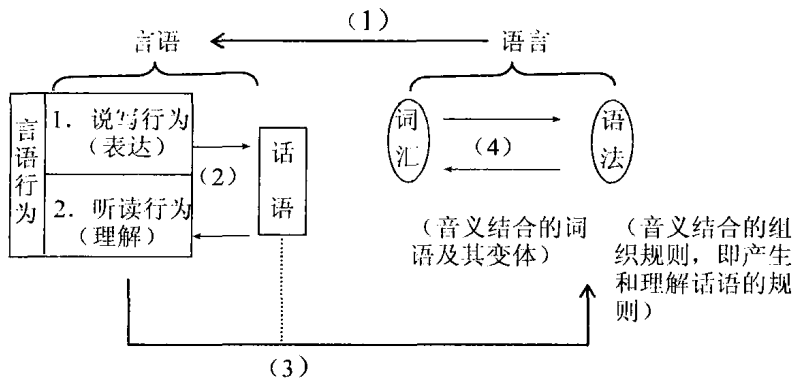 （1）
言语
语言
言语行为
1．说写行为
（表达）
2．听读行为
（理解）
（2）
话语
词汇
（4）
语法
（音义结合的词
语及其变体）
（音义结合的组
织规则，即产生
和理解话语的规
则）
（3）